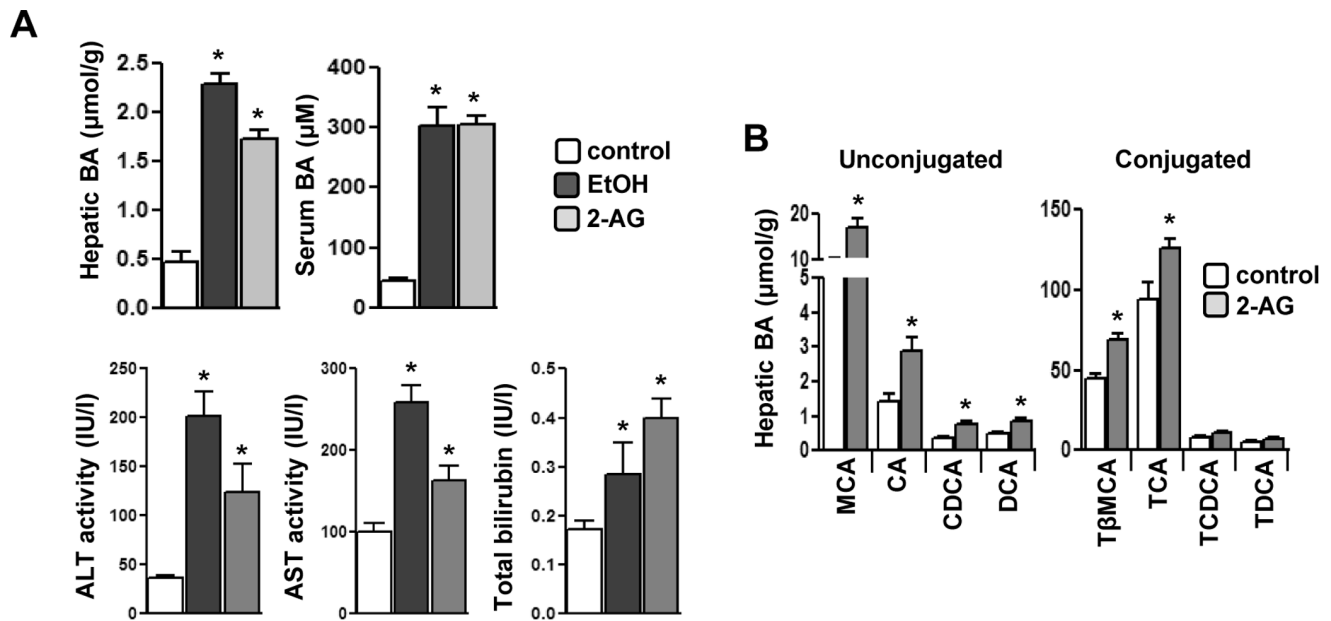 A
Hepatic BA (µmol/g)
2.5
2.0
1.5
1.0
0.5
0.0
*
*
Serum BA (µM)
400
300
200
100
0
*
*
control
EtOH
2-AG
ALT activity (IU/l)
250
200
150
100
50
0
*
*
AST activity (IU/l)
300
200
100
0
*
*
Total bilirubin (IU/l)
0.5
0.4
0.3
0.2
0.1
0.0
*
*
B
Unconjugated
Hepatic BA (µmol/g)
20
10
5
4
3
2
1
0
*
*
*
*
MCA
CA
CDCA
DCA
Conjugated
150
100
50
0
*
*
control
2-AG
TβMCA
TCA
TCDCA
TDCA